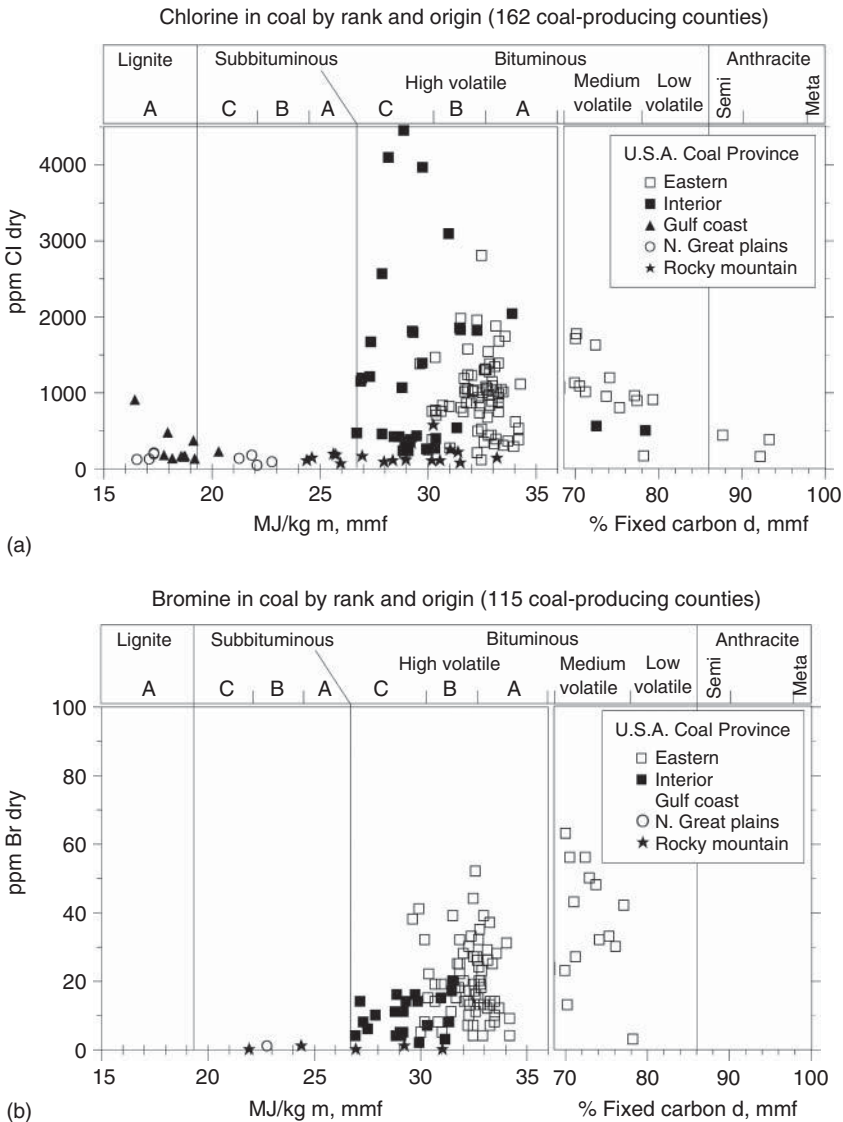 Chlorine in coal by rank and origin (162 coal-producing counties)
Lignite Subbituminous Bituminous Anthracite
High volatile Medium volatile Low volatile Semi Meta
A C B A C B A
ppm Cl dry
4000
3000
2000
1000
0
U.S.A. Coal Province
Eastern
Interior
Gulf coast
N. Great plains
Rocky mountain
15 20 25 30 35 70 80 90 100
MJ/kg m, mmf % Fixed carbon d, mmf
(a)
Bromine in coal by rank and origin (115 coal-producing counties)
Lignite Subbituminous Bituminous Anthracite
High volatile Medium volatile Low volatile Semi Meta
A C B A C B A
ppm Br dry
100
80
60
40
20
0
U.S.A. Coal Province
Eastern
Interior
Gulf coast
N. Great plains
Rocky mountain
15 20 25 30 35 70 80 90 100
MJ/kg m, mmf % Fixed carbon d, mmf
(b)